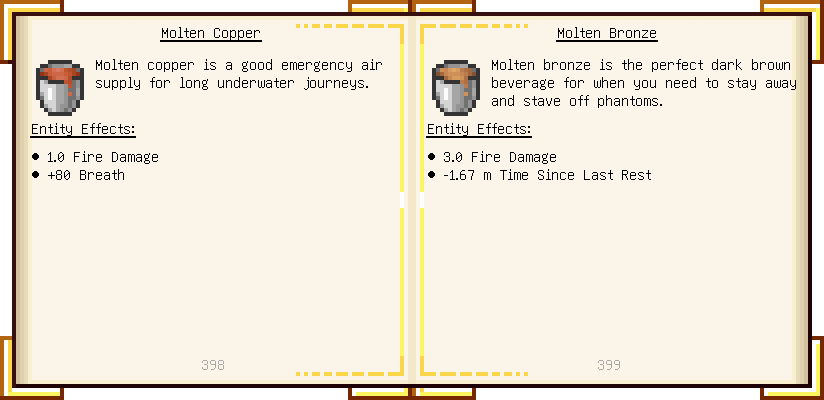 Molten Copper
Molten copper is a good emergency air
supply for long underwater journeys.
Entity Effects:
● 1.0 Fire Damage
● +80 Breath
398
Molten Bronze
Molten bronze is the perfect dark brown
beverage for when you need to stay away
and stave off phantoms.
Entity Effects:
● 3.0 Fire Damage
● -1.67 m Time Since Last Rest
399